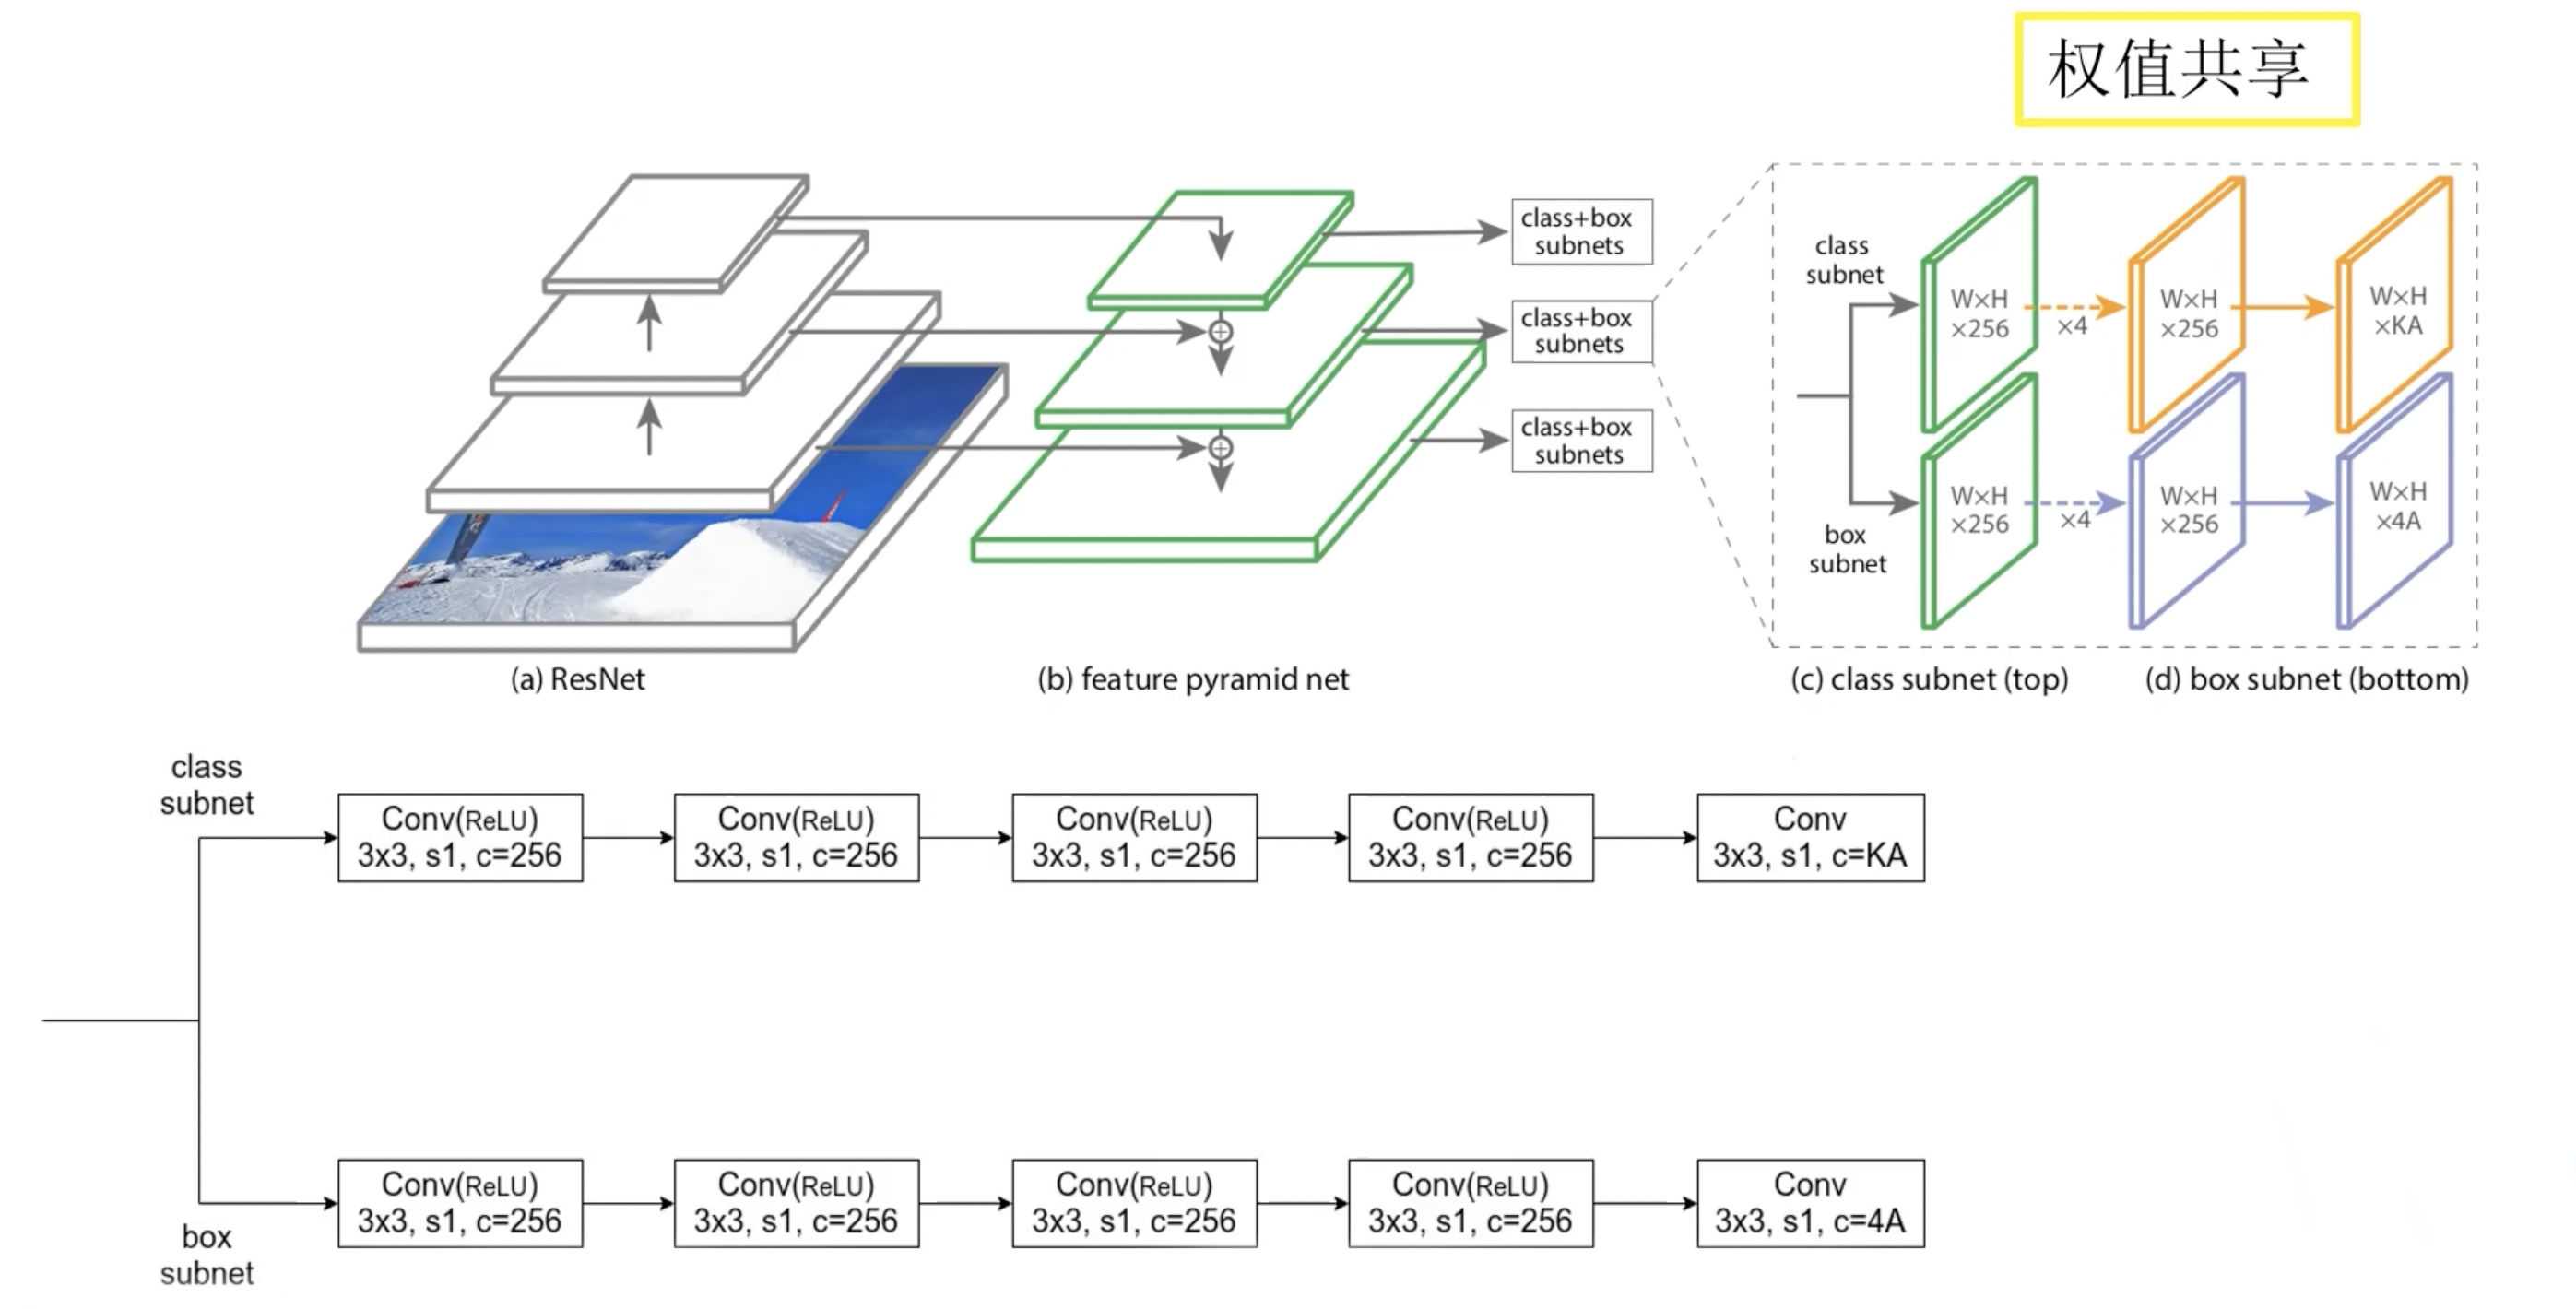 权值共享
class+box
subnets
class+box
subnets
class+box
subnets
class
subnet
W×H
×256
×4
W×H
×256
W×H
×KA
box
subnet
W×H
×256
×4
W×H
×256
W×H
×4A
(a) ResNet
(b) feature pyramid net
(c) class subnet (top)
(d) box subnet (bottom)
class
subnet
Conv(ReLU)
3x3, s1, c=256
Conv(ReLU)
3x3, s1, c=256
Conv(ReLU)
3x3, s1, c=256
Conv(ReLU)
3x3, s1, c=256
Conv
3x3, s1, c=KA
box
subnet
Conv(ReLU)
3x3, s1, c=256
Conv(ReLU)
3x3, s1, c=256
Conv(ReLU)
3x3, s1, c=256
Conv(ReLU)
3x3, s1, c=256
Conv
3x3, s1, c=4A